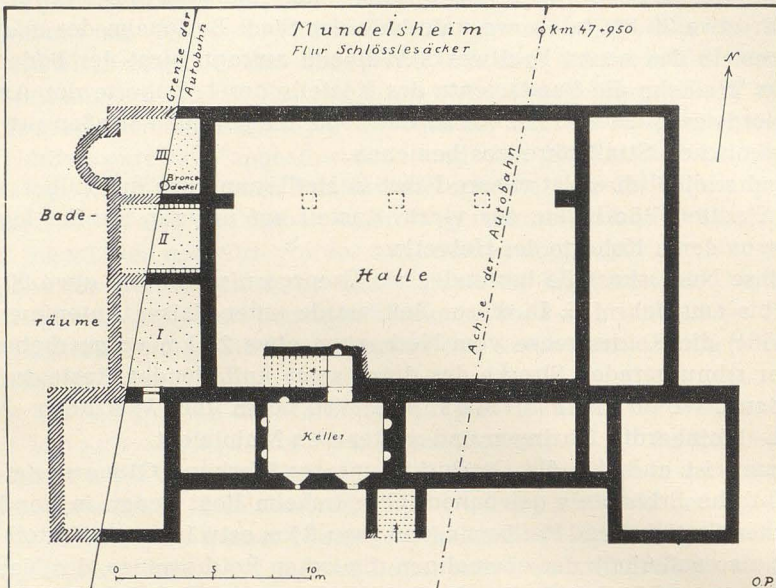 Mundelsheim
Flur Schlösslesäcker
km 47+950
Grenze der
Autobahn
N
III
Bronce
deckel
Bade-
II
Halle
Achse der Autobahn
räume
I
Keller
0 5 10 m
O.P.